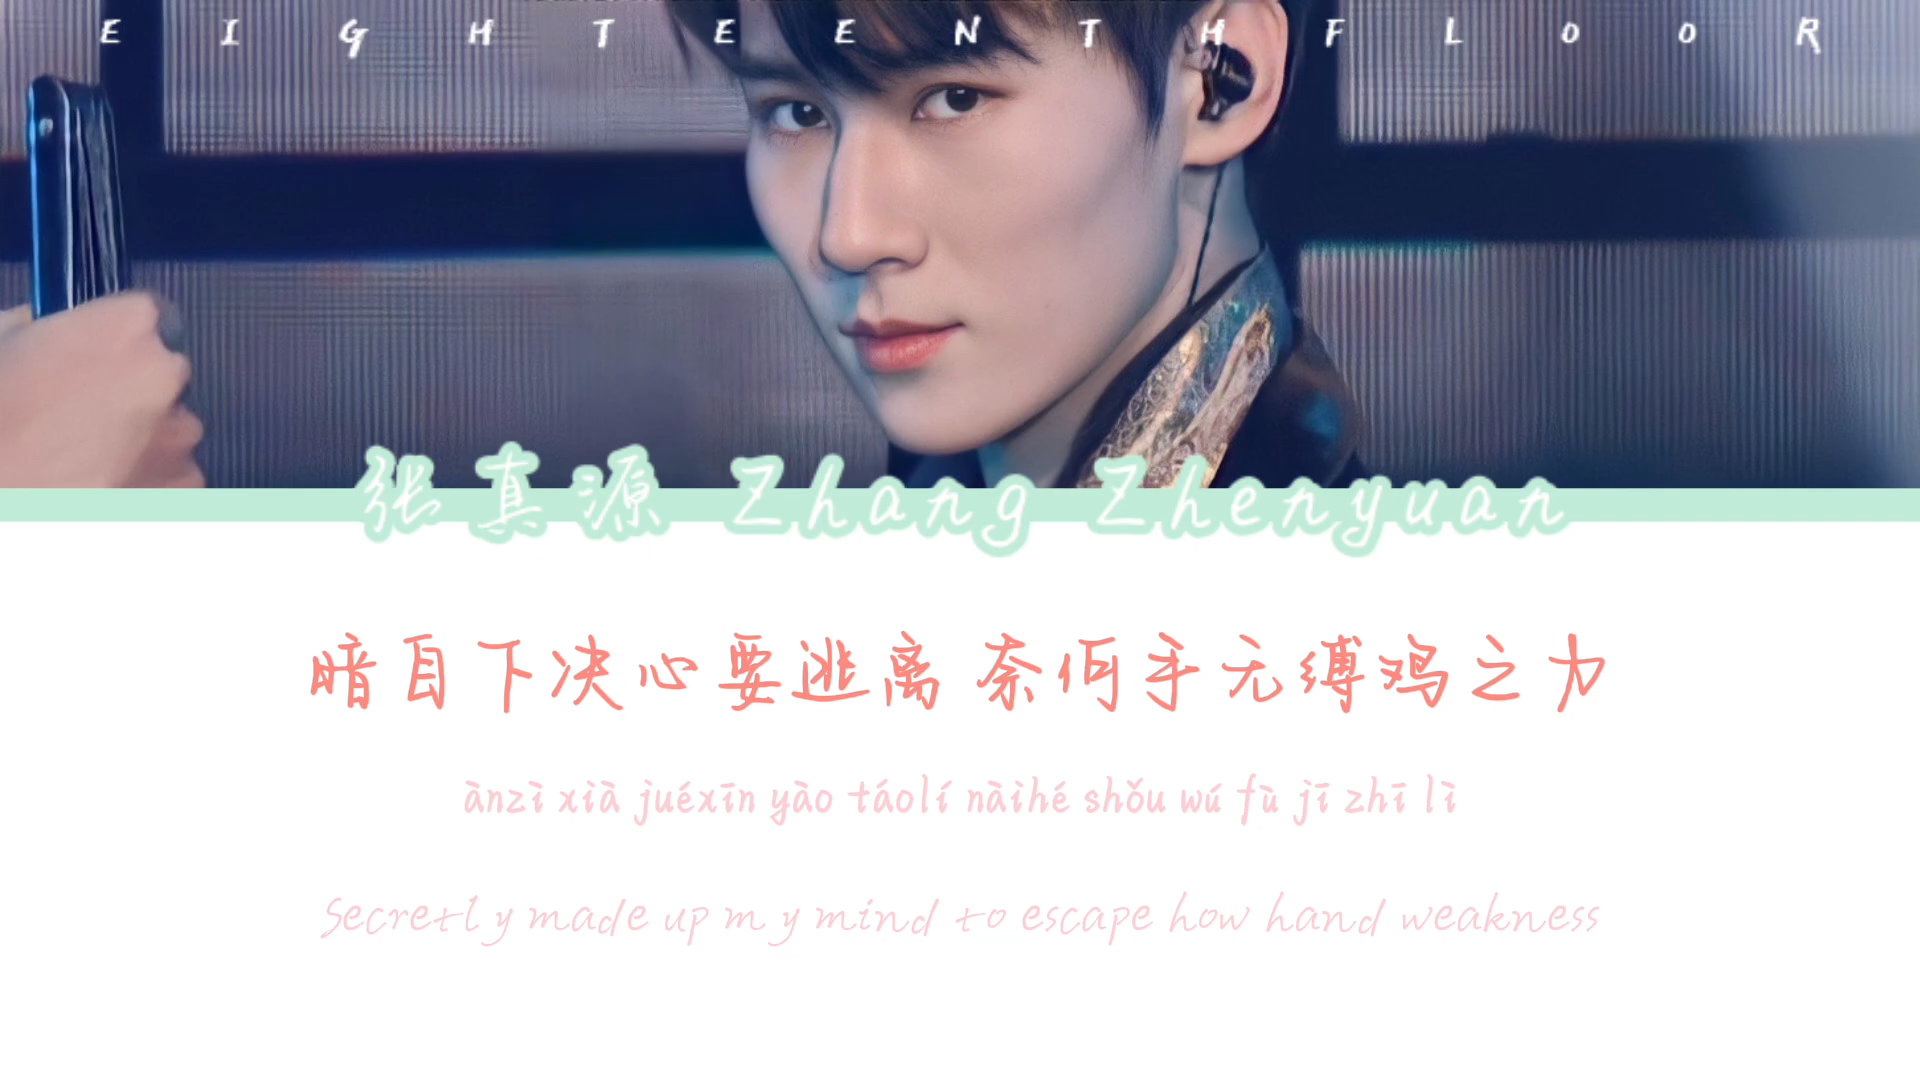 EIGHTEENTHFLOOR
张真源 Zhang Zhenyuan
暗自下决心要逃离 奈何手无缚鸡之力
ànzì xià juéxīn yào táolí nàihé shǒu wú fù jī zhī lì
Secretly made up my mind to escape how hand weakness